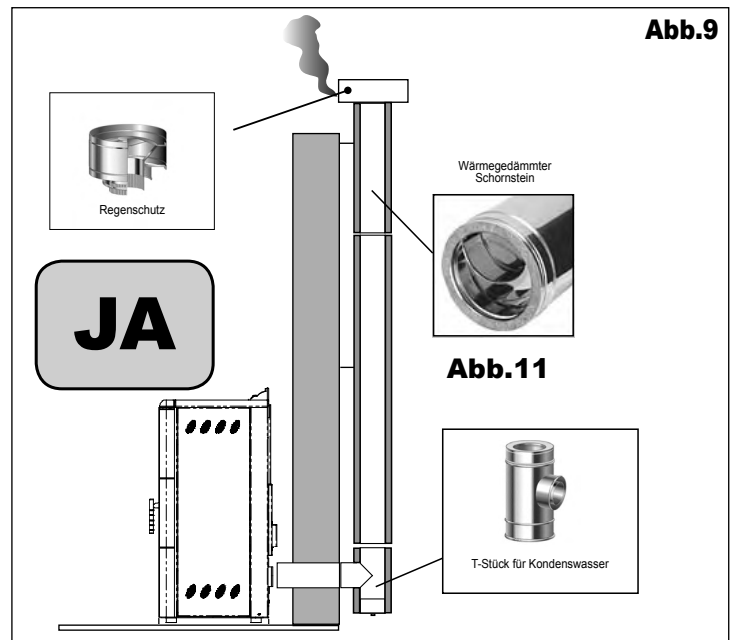 Abb.9
Regenschutz
Wärmegedämmter
Schornstein
JA
Abb.11
T-Stück für Kondenswasser